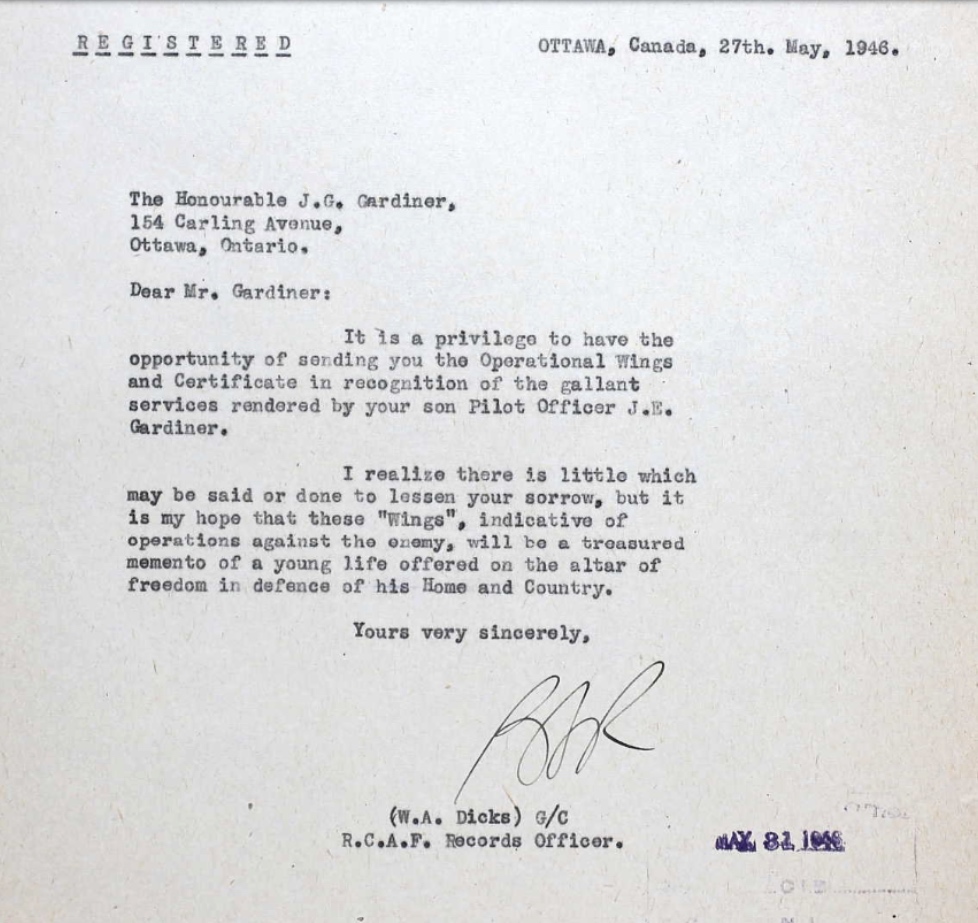 REGISTERED
OTTAWA, Canada, 27th. May, 1946.
The Honourable J.G. Gardiner,
154 Carling Avenue,
Ottawa, Ontario.
Dear Mr. Gardiner:
It is a privilege to have the
opportunity of sending you the Operational Wings
and Certificate in recognition of the gallant
services rendered by your son Pilot Officer J.E.
Gardiner.
I realize there is little which
may be said or done to lessen your sorrow, but it
is my hope that these "Wings", indicative of
operations against the enemy, will be a treasured
memento of a young life offered on the altar of
freedom in defence of his Home and Country.
Yours very sincerely,
(W.A. Dicks) G/C
R.C.A.F. Records Officer.
MAY 31 1946